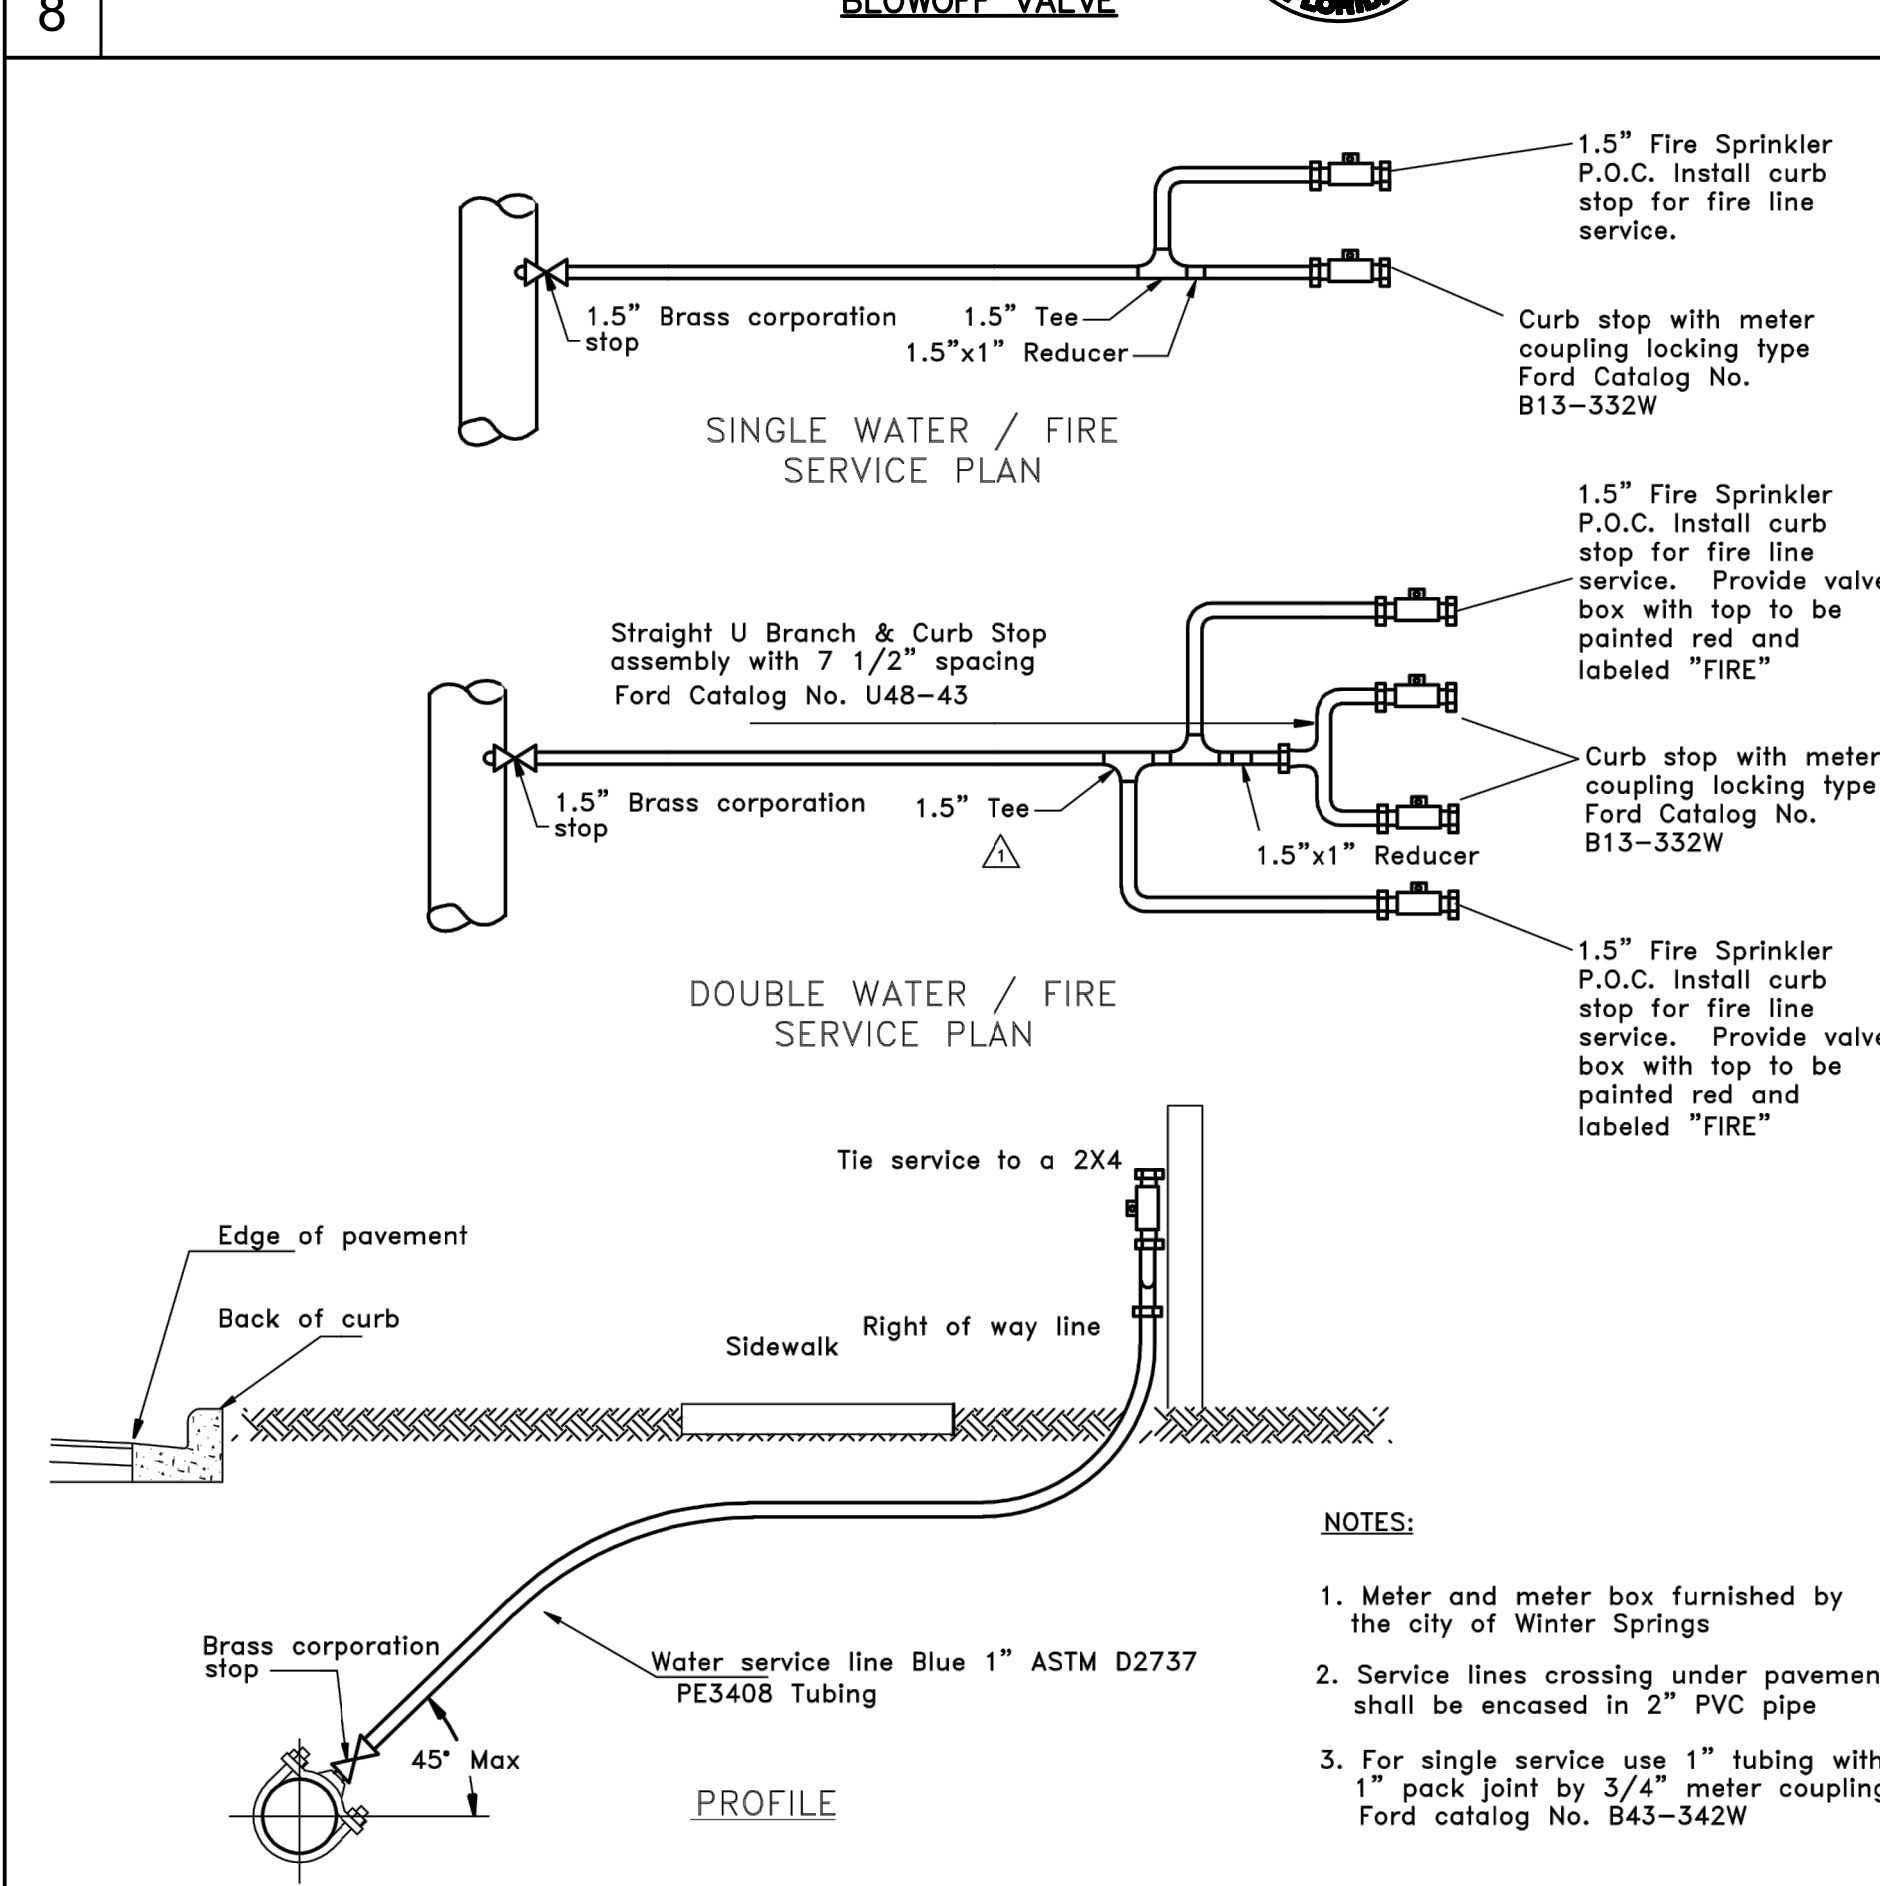 8
BLOWOFF VALVE
FLORIDA
1.5” Fire Sprinkler
P.O.C. Install curb
stop for fire line
service.
1.5” Brass corporation
stop
1.5” Tee
1.5”x1” Reducer
Curb stop with meter
coupling locking type
Ford Catalog No.
B13-332W
SINGLE WATER / FIRE
SERVICE PLAN
1.5” Fire Sprinkler
P.O.C. Install curb
stop for fire line
service. Provide valve
box with top to be
painted red and
labeled ”FIRE”
Straight U Branch & Curb Stop
assembly with 7 1/2” spacing
Ford Catalog No. U48-43
1.5” Brass corporation
stop
1.5” Tee
1
1.5”x1” Reducer
Curb stop with meter
coupling locking type
Ford Catalog No.
B13-332W
DOUBLE WATER / FIRE
SERVICE PLAN
1.5” Fire Sprinkler
P.O.C. Install curb
stop for fire line
service. Provide valve
box with top to be
painted red and
labeled ”FIRE”
Tie service to a 2X4
Edge of pavement
Back of curb
Sidewalk
Right of way line
Brass corporation
stop
Water service line Blue 1” ASTM D2737
PE3408 Tubing
45° Max
PROFILE
NOTES:
1. Meter and meter box furnished by
the city of Winter Springs
2. Service lines crossing under pavemen
shall be encased in 2” PVC pipe
3. For single service use 1” tubing with
1” pack joint by 3/4” meter coupling
Ford catalog No. B43-342W